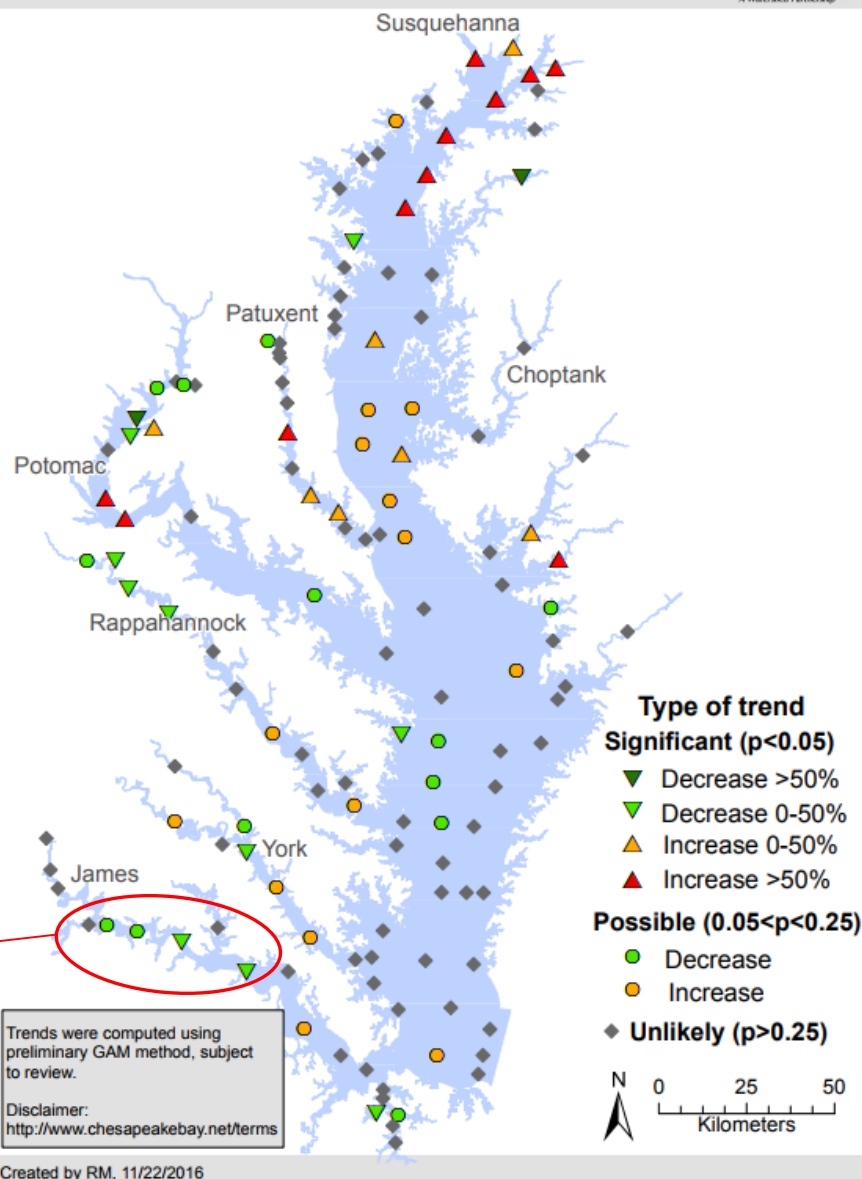 Susquehanna
Patuxent
Choptank
Potomac
Rappahannock
York
James
Type of trend
Significant (p<0.05)
Decrease >50%
Decrease 0-50%
Increase 0-50%
Increase >50%
Possible (0.05<p<0.25)
Decrease
Increase
Unlikely (p>0.25)
N
0 25 50
Kilometers
Trends were computed using
preliminary GAM method, subject
to review.
Disclaimer:
http://www.chesapeakebay.net/terms
Created by RM, 11/22/2016